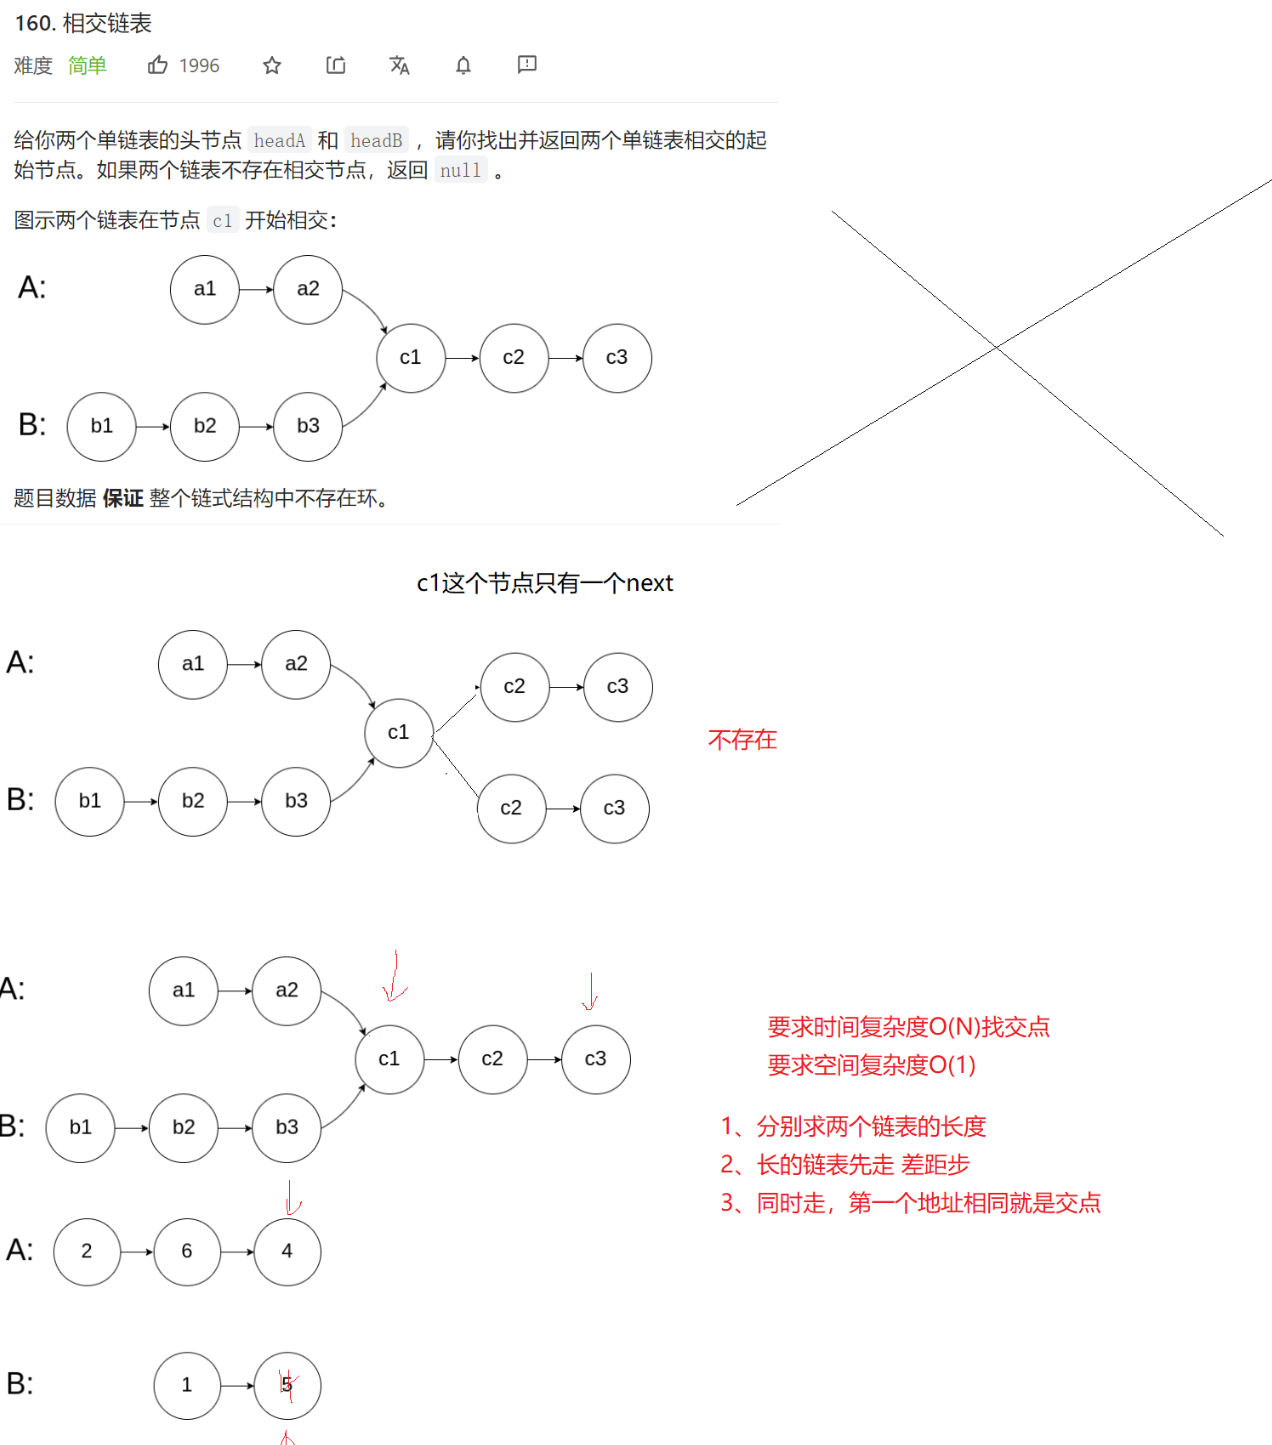 160. 相交链表
难度 简单 1996
给你两个单链表的头节点 headA 和 headB ，请你找出并返回两个单链表相交的起
始节点。如果两个链表不存在相交节点，返回 null 。
图示两个链表在节点 c1 开始相交：
A: a1 a2
c1 c2 c3
B: b1 b2 b3
题目数据 保证 整个链式结构中不存在环。
c1这个节点只有一个next
A: a1 a2
c2 c3
c1
不存在
B: b1 b2 b3
c2 c3
A: a1 a2
要求时间复杂度O(N)找交点
c1 c2 c3
要求空间复杂度O(1)
B: b1 b2 b3
1、分别求两个链表的长度
2、长的链表先走 差距步
3、同时走，第一个地址相同就是交点
A: 2 6 4
B: 1